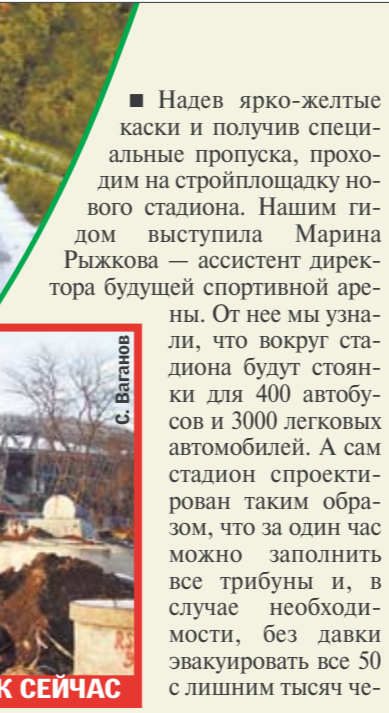 ■ Надев ярко-желтые
каски и получив специ-
альные пропуска, прохо-
дим на стройплощадку но-
вого стадиона. Нашим ги-
дом выступила Марина
Рыжкова — ассистент дирек-
тора будущей спортивной аре-
ны. От нее мы узна-
ли, что вокруг ста-
диона будут стоян-
ки для 400 автобу-
сов и 3000 легковых
автомобилей. А сам
стадион спроекти-
рован таким обра-
зом, что за один час
можно заполнить
все трибуны и, в
случае необходи-
мости, без давки
эвакуировать все 50
с лишним тысяч че-
С. Ваганов
К СЕЙЧАС